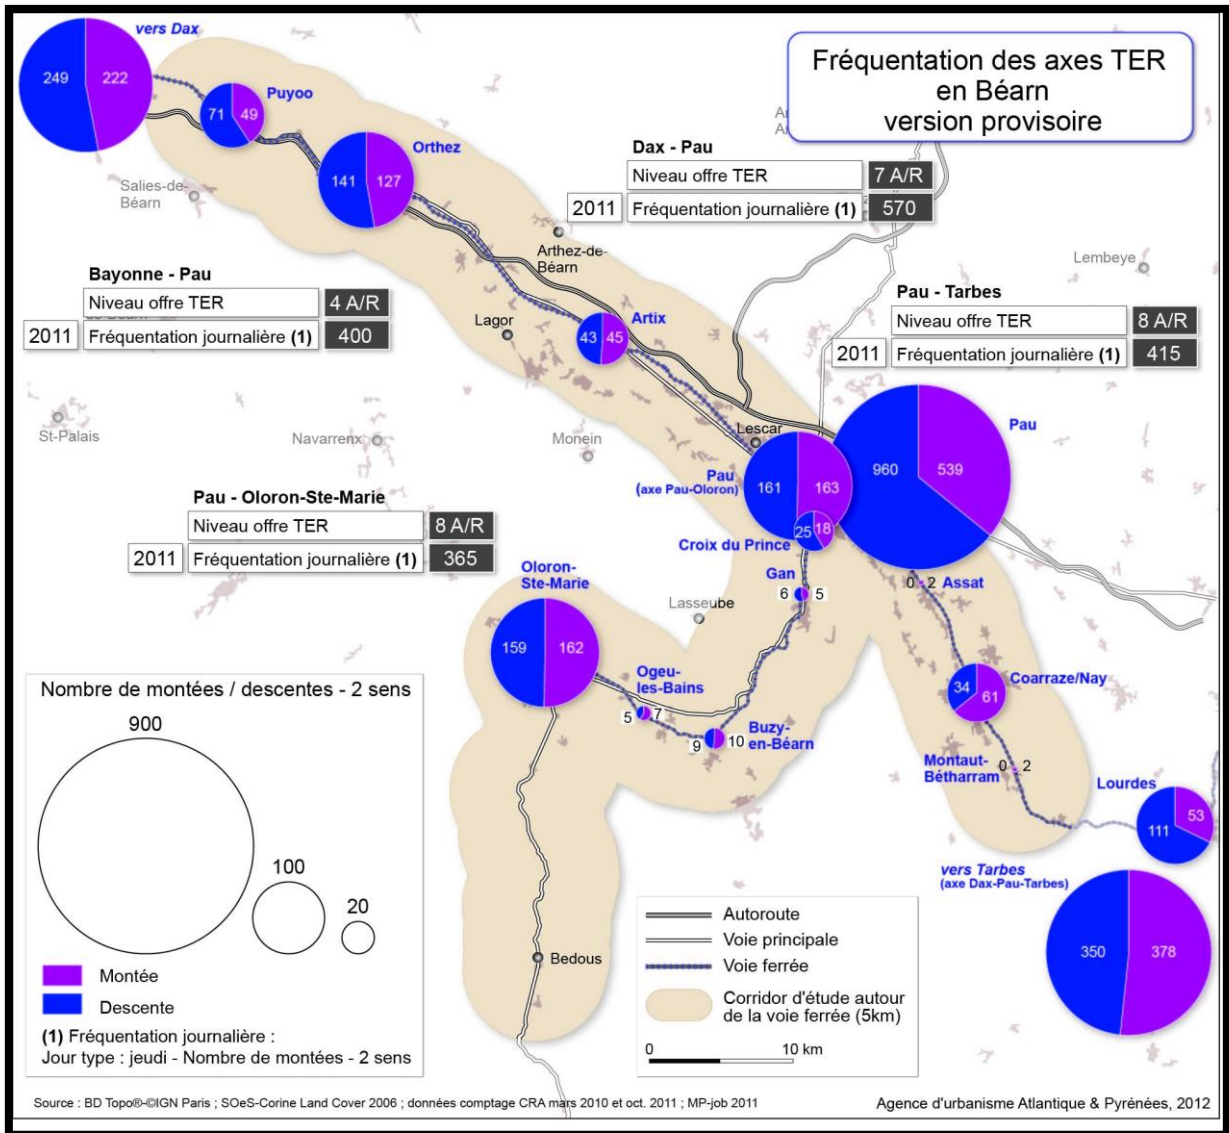 vers Dax
249 222
Puyoo
71 49
Orthez
141 127
Salies-de-
Béarn
Fréquentation des axes TER
en Béarn
version provisoire
Dax - Pau
Niveau offre TER 7 A/R
2011 Fréquentation journalière (1) 570
Arthez-de-
Béarn
Lembeye
Bayonne - Pau
Niveau offre TER 4 A/R
2011 Fréquentation journalière (1) 400
Lagor
Artix
43 45
Pau - Tarbes
Niveau offre TER 8 A/R
2011 Fréquentation journalière (1) 415
St-Palais
Navarrenx
Monein
Lescar
Pau
960 539
Pau
(axe Pau-Oloron)
161 163
Pau - Oloron-Ste-Marie
Niveau offre TER 8 A/R
2011 Fréquentation journalière (1) 365
Croix du Prince
25 18
Oloron-
Ste-Marie
159 162
Gan
6 5
Lasseube
0 2 Assat
Ogeu-
les-Bains
5 7
Buzy-
en-Béarn
9 10
Coarraze/Nay
34 61
Montaut-
Bétharram
0 2
Lourdes
111 53
vers Tarbes
(axe Dax-Pau-Tarbes)
350 378
Bedous
Nombre de montées / descentes - 2 sens
900
100
20
Montée
Descente
(1) Fréquentation journalière :
Jour type : jeudi - Nombre de montées - 2 sens
Autoroute
Voie principale
Voie ferrée
Corridor d'étude autour
de la voie ferrée (5km)
0 10 km
Source : BD Topo®-©IGN Paris ; SOeS-Corine Land Cover 2006 ; données comptage CRA mars 2010 et oct. 2011 ; MP-job 2011
Agence d'urbanisme Atlantique & Pyrénées, 2012